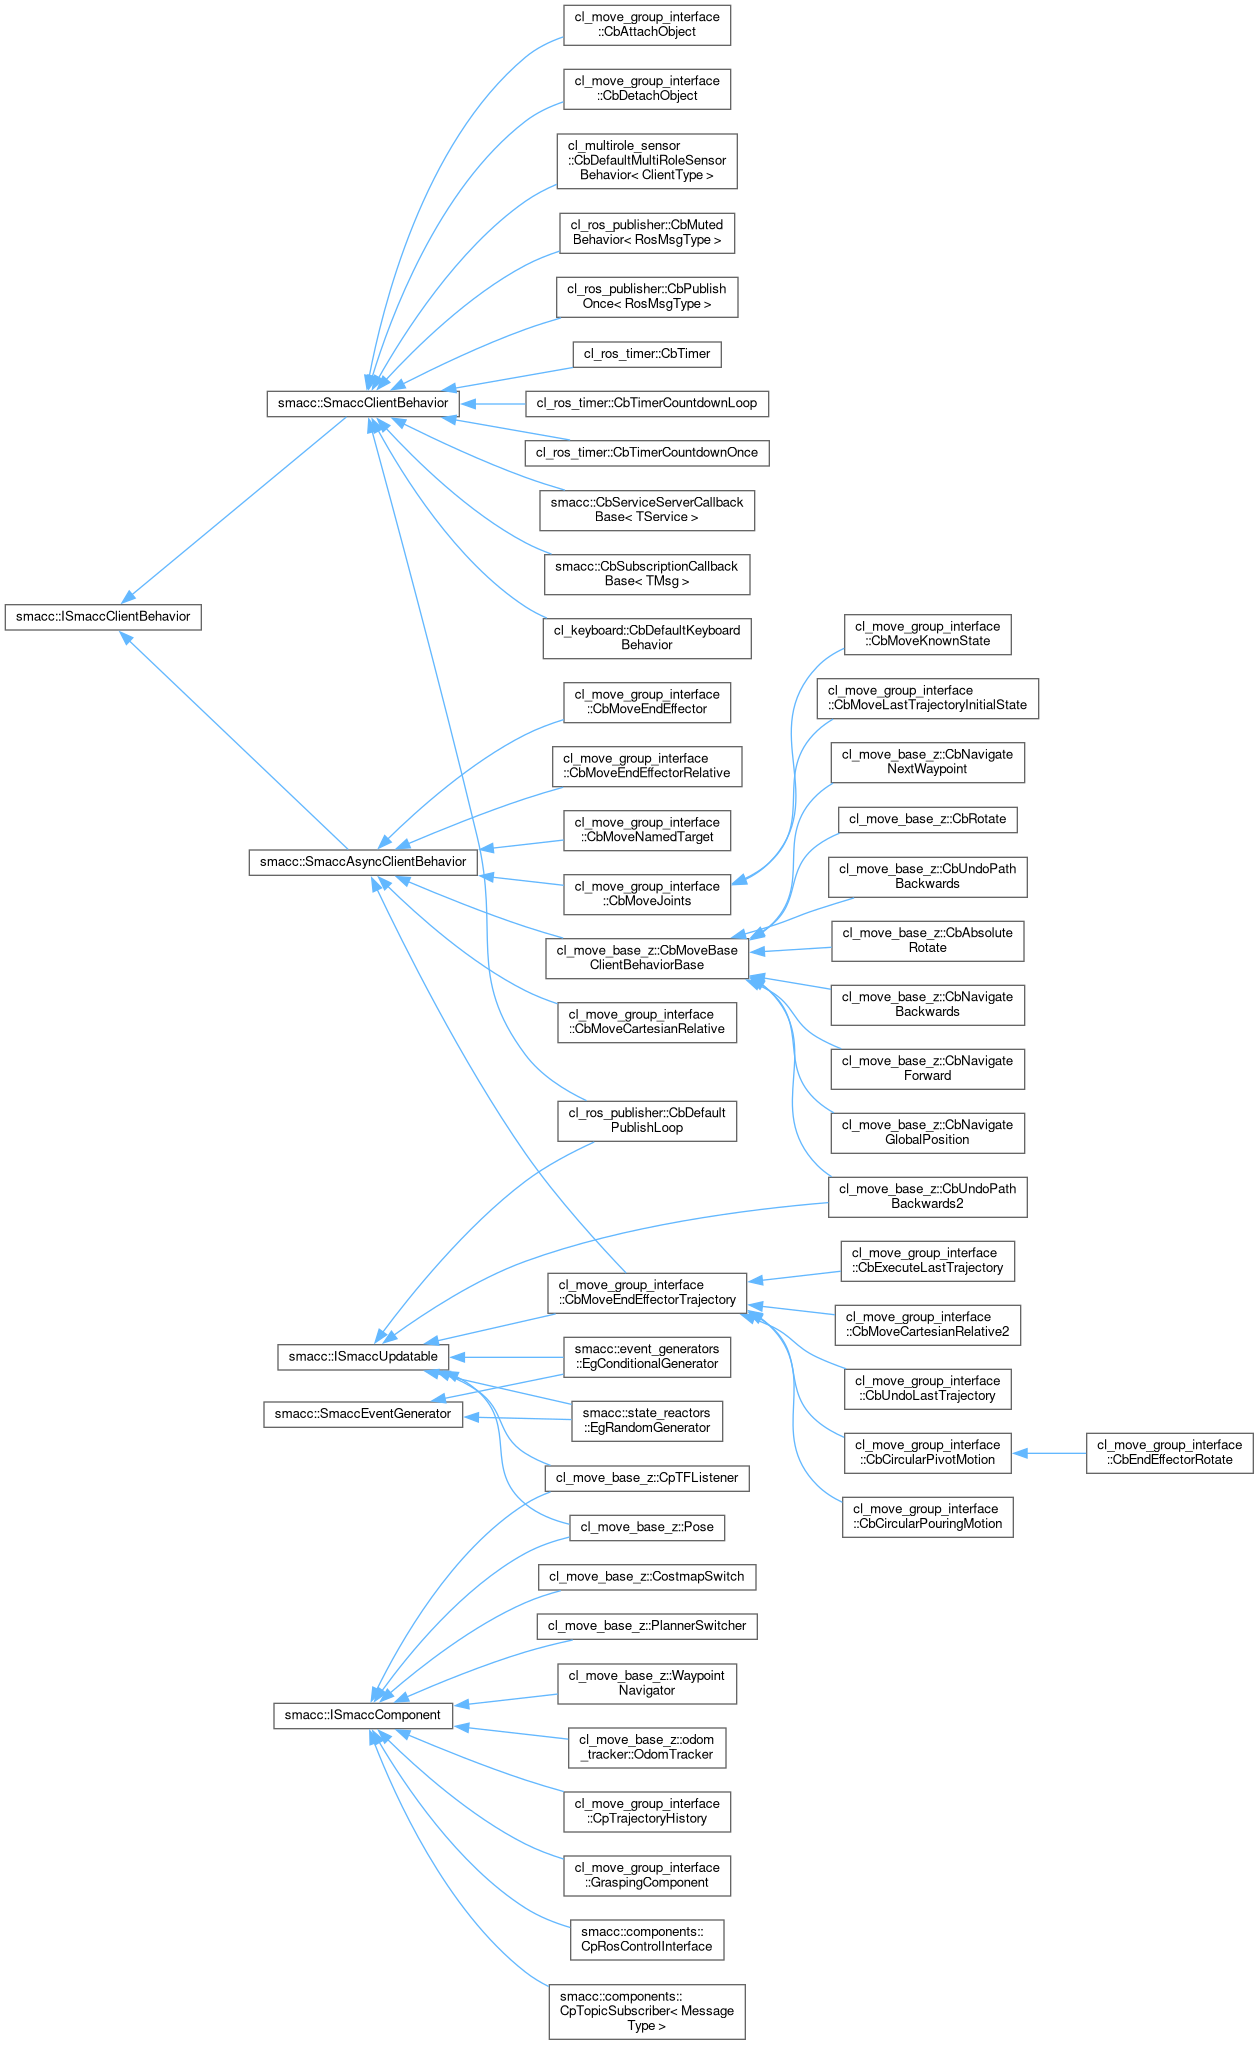 cl_move_group_interface
::CbAttachObject
cl_move_group_interface
::CbDetachObject
cl_multirole_sensor
::CbDefaultMultiRoleSensor
Behavior< ClientType >
cl_ros_publisher::CbMuted
Behavior< RosMsgType >
cl_ros_publisher::CbPublish
Once< RosMsgType >
cl_ros_timer::CbTimer
smacc::SmaccClientBehavior
cl_ros_timer::CbTimerCountdownLoop
cl_ros_timer::CbTimerCountdownOnce
smacc::CbServiceServerCallback
Base< TService >
smacc::CbSubscriptionCallback
Base< TMsg >
smacc::ISmaccClientBehavior
cl_keyboard::CbDefaultKeyboard
Behavior
cl_move_group_interface
::CbMoveKnownState
cl_move_group_interface
::CbMoveEndEffector
cl_move_group_interface
::CbMoveLastTrajectoryInitialState
cl_move_group_interface
::CbMoveEndEffectorRelative
cl_move_base_z::CbNavigate
NextWaypoint
cl_move_group_interface
::CbMoveNamedTarget
cl_move_base_z::CbRotate
smacc::SmaccAsyncClientBehavior
cl_move_group_interface
::CbMoveJoints
cl_move_base_z::CbUndoPath
Backwards
cl_move_base_z::CbMoveBase
ClientBehaviorBase
cl_move_base_z::CbAbsolute
Rotate
cl_move_base_z::CbNavigate
Backwards
cl_move_group_interface
::CbMoveCartesianRelative
cl_move_base_z::CbNavigate
Forward
cl_ros_publisher::CbDefault
PublishLoop
cl_move_base_z::CbNavigate
GlobalPosition
cl_move_base_z::CbUndoPath
Backwards2
cl_move_group_interface
::CbMoveEndEffectorTrajectory
cl_move_group_interface
::CbExecuteLastTrajectory
cl_move_group_interface
::CbMoveCartesianRelative2
smacc::ISmaccUpdatable
smacc::event_generators
::EgConditionalGenerator
cl_move_group_interface
::CbUndoLastTrajectory
smacc::SmaccEventGenerator
smacc::state_reactors
::EgRandomGenerator
cl_move_group_interface
::CbCircularPivotMotion
cl_move_group_interface
::CbEndEffectorRotate
cl_move_base_z::CpTFListener
cl_move_group_interface
::CbCircularPouringMotion
cl_move_base_z::Pose
cl_move_base_z::CostmapSwitch
cl_move_base_z::PlannerSwitcher
cl_move_base_z::Waypoint
Navigator
smacc::ISmaccComponent
cl_move_base_z::odom
_tracker::OdomTracker
cl_move_group_interface
::CpTrajectoryHistory
cl_move_group_interface
::GraspingComponent
smacc::components::
CpRosControlInterface
smacc::components::
CpTopicSubscriber< Message
Type >